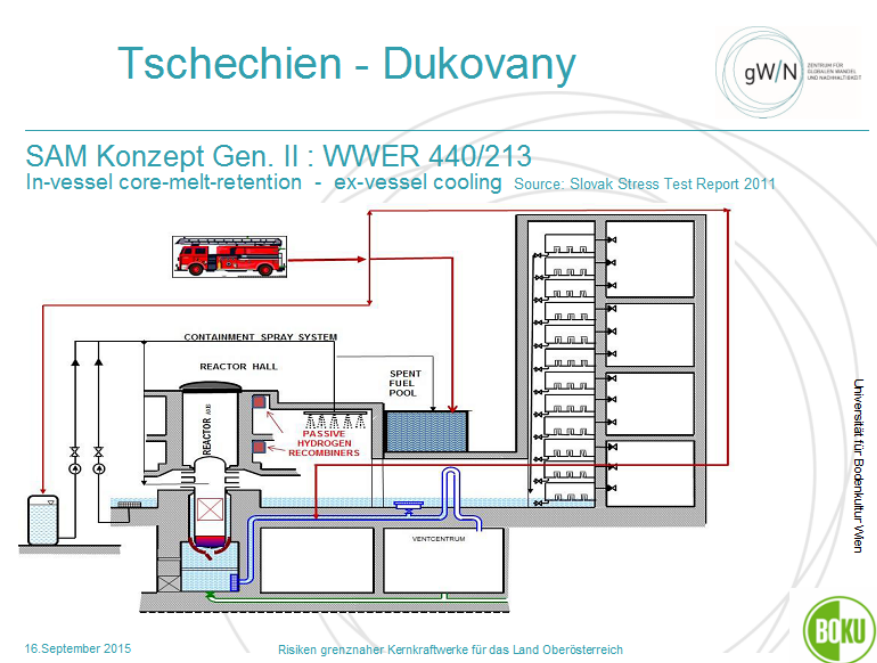 Tschechien - Dukovany
gW/N
ZENTRUM FÜR
GLOBALEN WANDEL
UND NACHHALTIGKEIT
SAM Konzept Gen. II : WWER 440/213
In-vessel core-melt-retention - ex-vessel cooling Source: Slovak Stress Test Report 2011
CONTAINMENT SPRAY SYSTEM
REACTOR HALL
SPENT
FUEL
POOL
REACTOR
PASSIVE
HYDROGEN
RECOMBINERS
VENTCENTRUM
Universität für Bodenkultur Wien
16.September 2015
Risiken grenznaher Kernkraftwerke für das Land Oberösterreich
BOKU